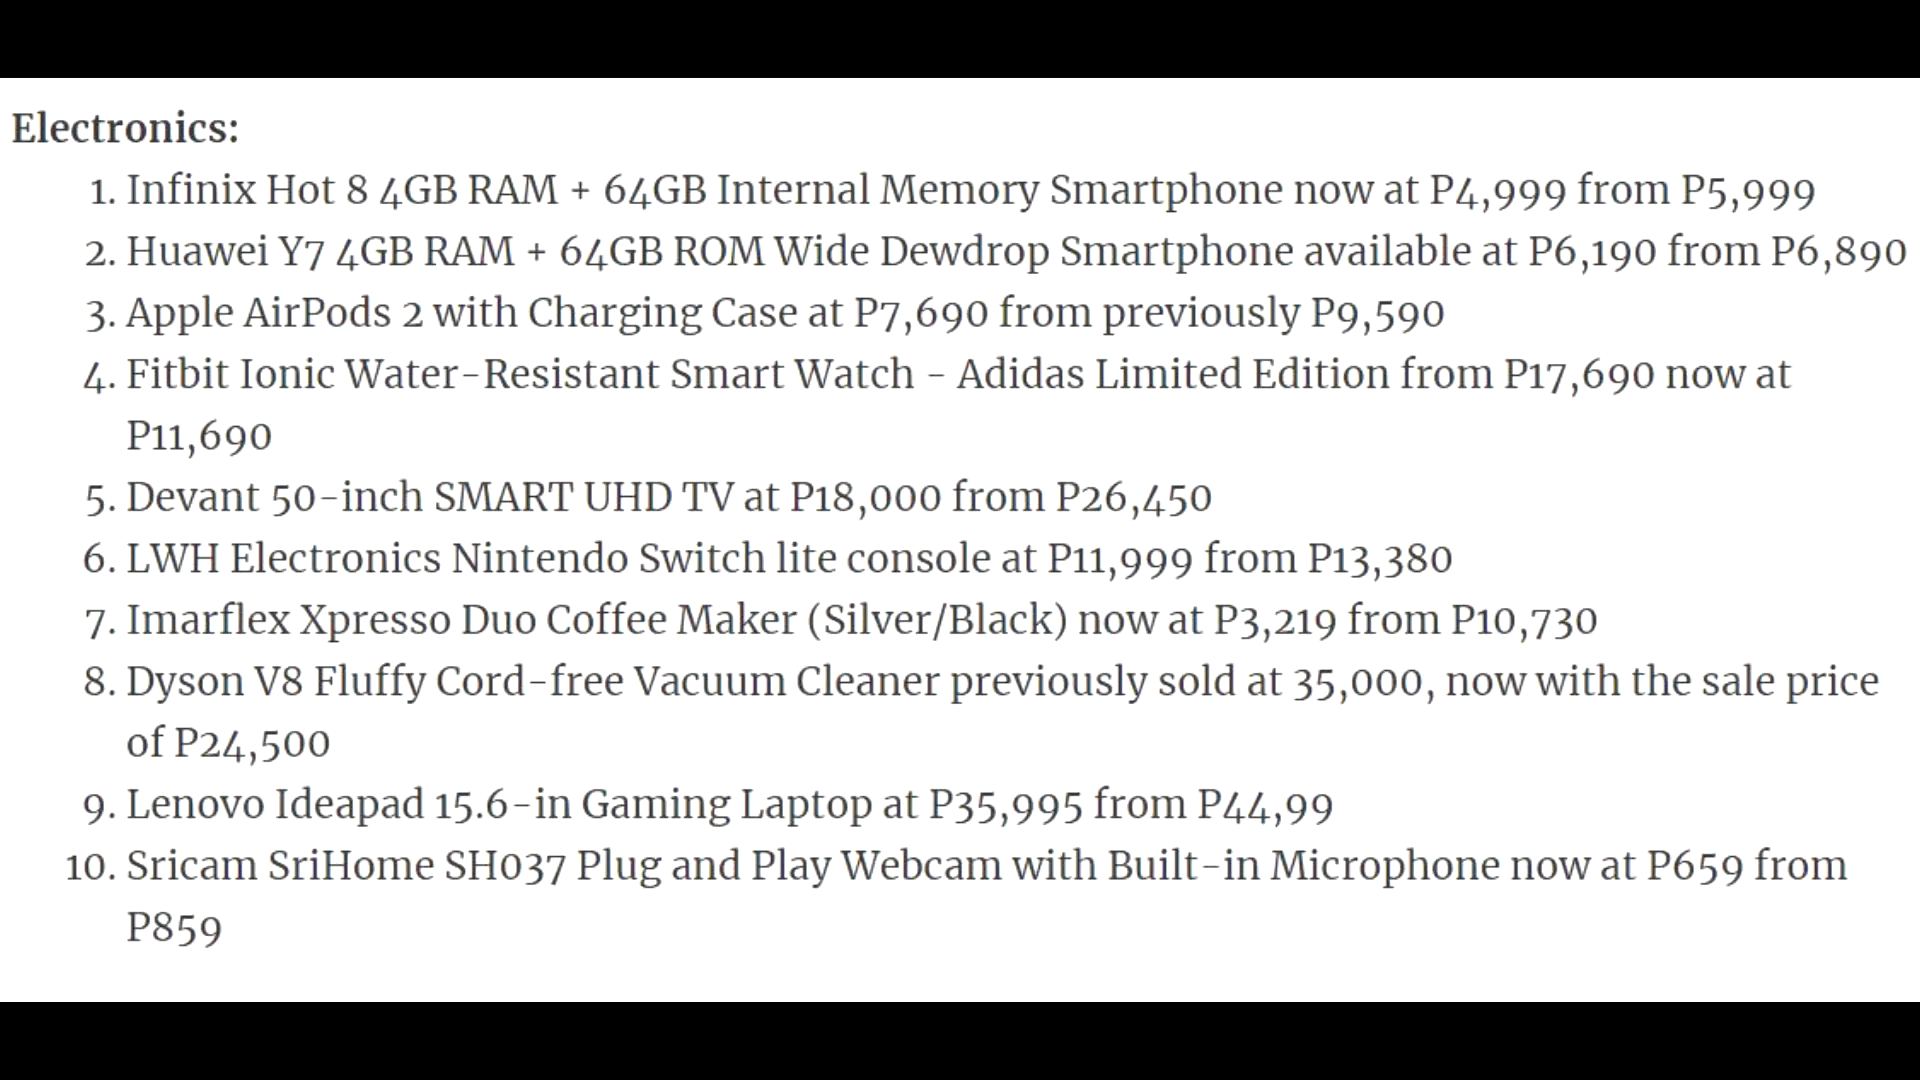 Electronics:
1. Infinix Hot 8 4GB RAM + 64GB Internal Memory Smartphone now at P4,999 from P5,999
2. Huawei Y7 4GB RAM + 64GB ROM Wide Dewdrop Smartphone available at P6,190 from P6,890
3. Apple AirPods 2 with Charging Case at P7,690 from previously P9,590
4. Fitbit Ionic Water-Resistant Smart Watch - Adidas Limited Edition from P17,690 now at
P11,690
5. Devant 50-inch SMART UHD TV at P18,000 from P26,450
6. LWH Electronics Nintendo Switch lite console at P11,999 from P13,380
7. Imarflex Xpresso Duo Coffee Maker (Silver/Black) now at P3,219 from P10,730
8. Dyson V8 Fluffy Cord-free Vacuum Cleaner previously sold at 35,000, now with the sale price
of P24,500
9. Lenovo Ideapad 15.6-in Gaming Laptop at P35,995 from P44,99
10. Sricam SriHome SH037 Plug and Play Webcam with Built-in Microphone now at P659 from
P859